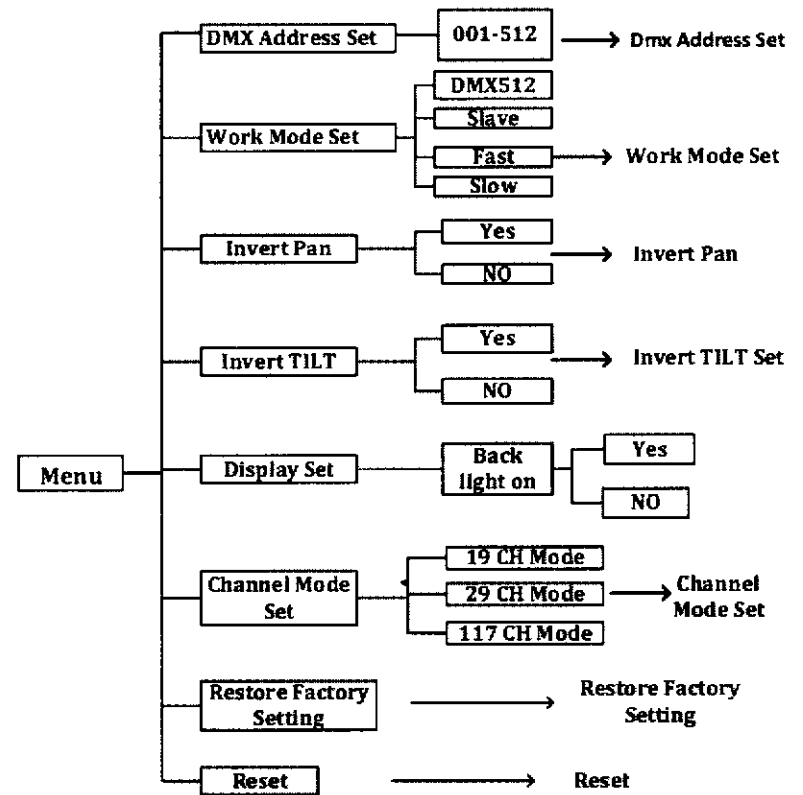 DMX Address Set
001-512
Dmx Address Set
DMX512
Slave
Work Mode Set
Fast
Work Mode Set
Slow
Yes
Invert Pan
Invert Pan
NO
Yes
Invert TILT
Invert TILT Set
NO
Menu
Display Set
Back
light on
Yes
NO
19 CH Mode
Channel Mode
Set
29 CH Mode
Channel
Mode Set
117 CH Mode
Restore Factory
Setting
Restore Factory
Setting
Reset
Reset